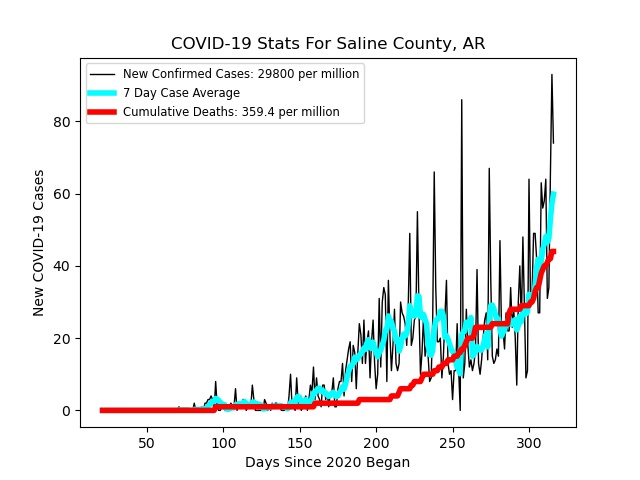 COVID-19 Stats For Saline County, AR
New Confirmed Cases: 29800 per million
7 Day Case Average
Cumulative Deaths: 359.4 per million
New COVID-19 Cases
80
60
40
20
0
50 100 150 200 250 300
Days Since 2020 Began